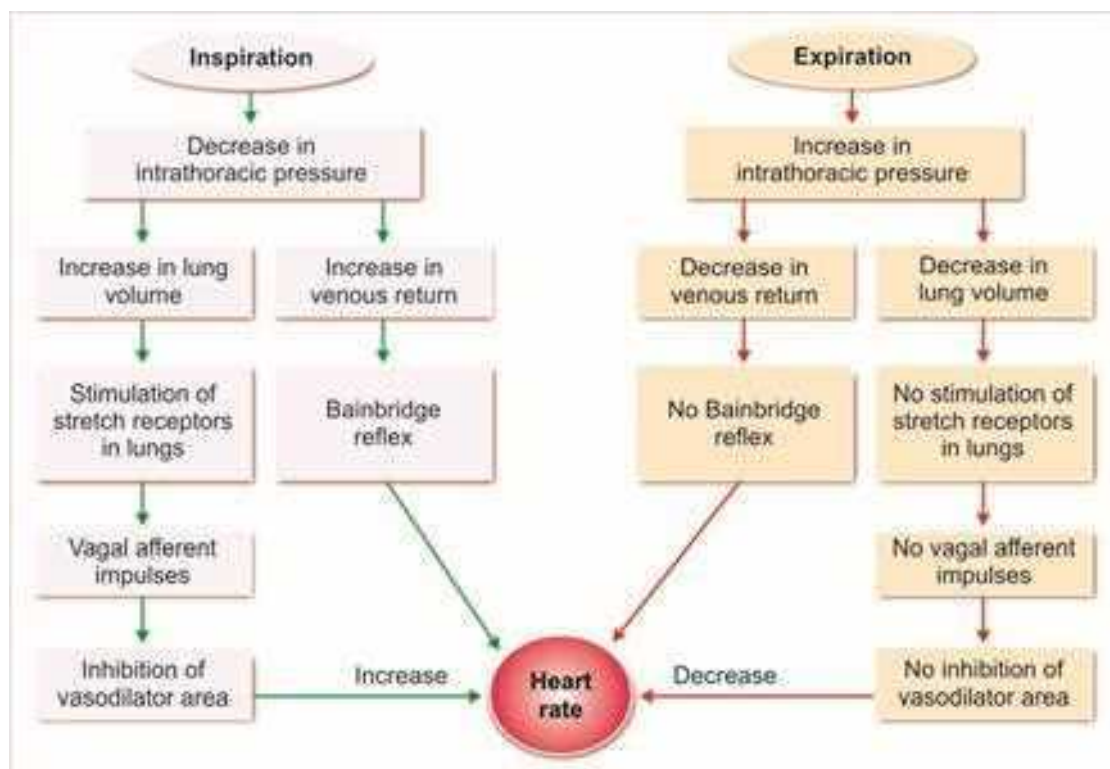 Inspiration
Expiration
Decrease in
intrathoracic pressure
Increase in
intrathoracic pressure
Increase in lung
volume
Increase in
venous return
Decrease in
venous return
Decrease in
lung volume
Stimulation of
stretch receptors
in lungs
Bainbridge
reflex
No Bainbridge
reflex
No stimulation of
stretch receptors
in lungs
Vagal afferent
impulses
No vagal afferent
impulses
Inhibition of
vasodilator area
Increase
Heart
rate
Decrease
No inhibition of
vasodilator area